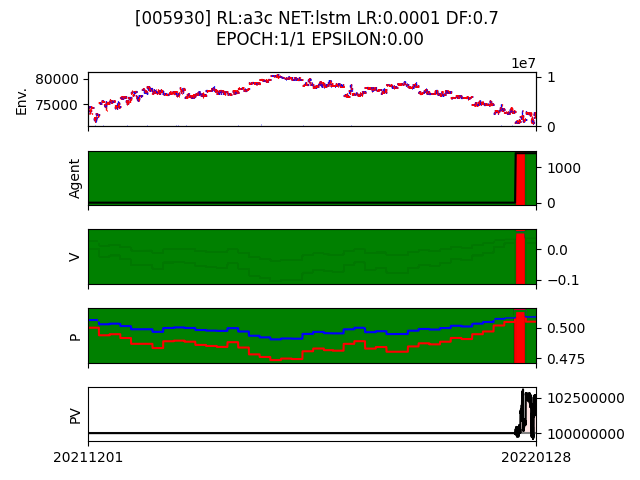 [005930] RL:a3c NET:lstm LR:0.0001 DF:0.7
EPOCH:1/1 EPSILON:0.00
1e7
Env.
80000
75000
1
0
Agent
1000
0
V
0.0
−0.1
P
0.500
0.475
PV
102500000
100000000
20211201
20220128